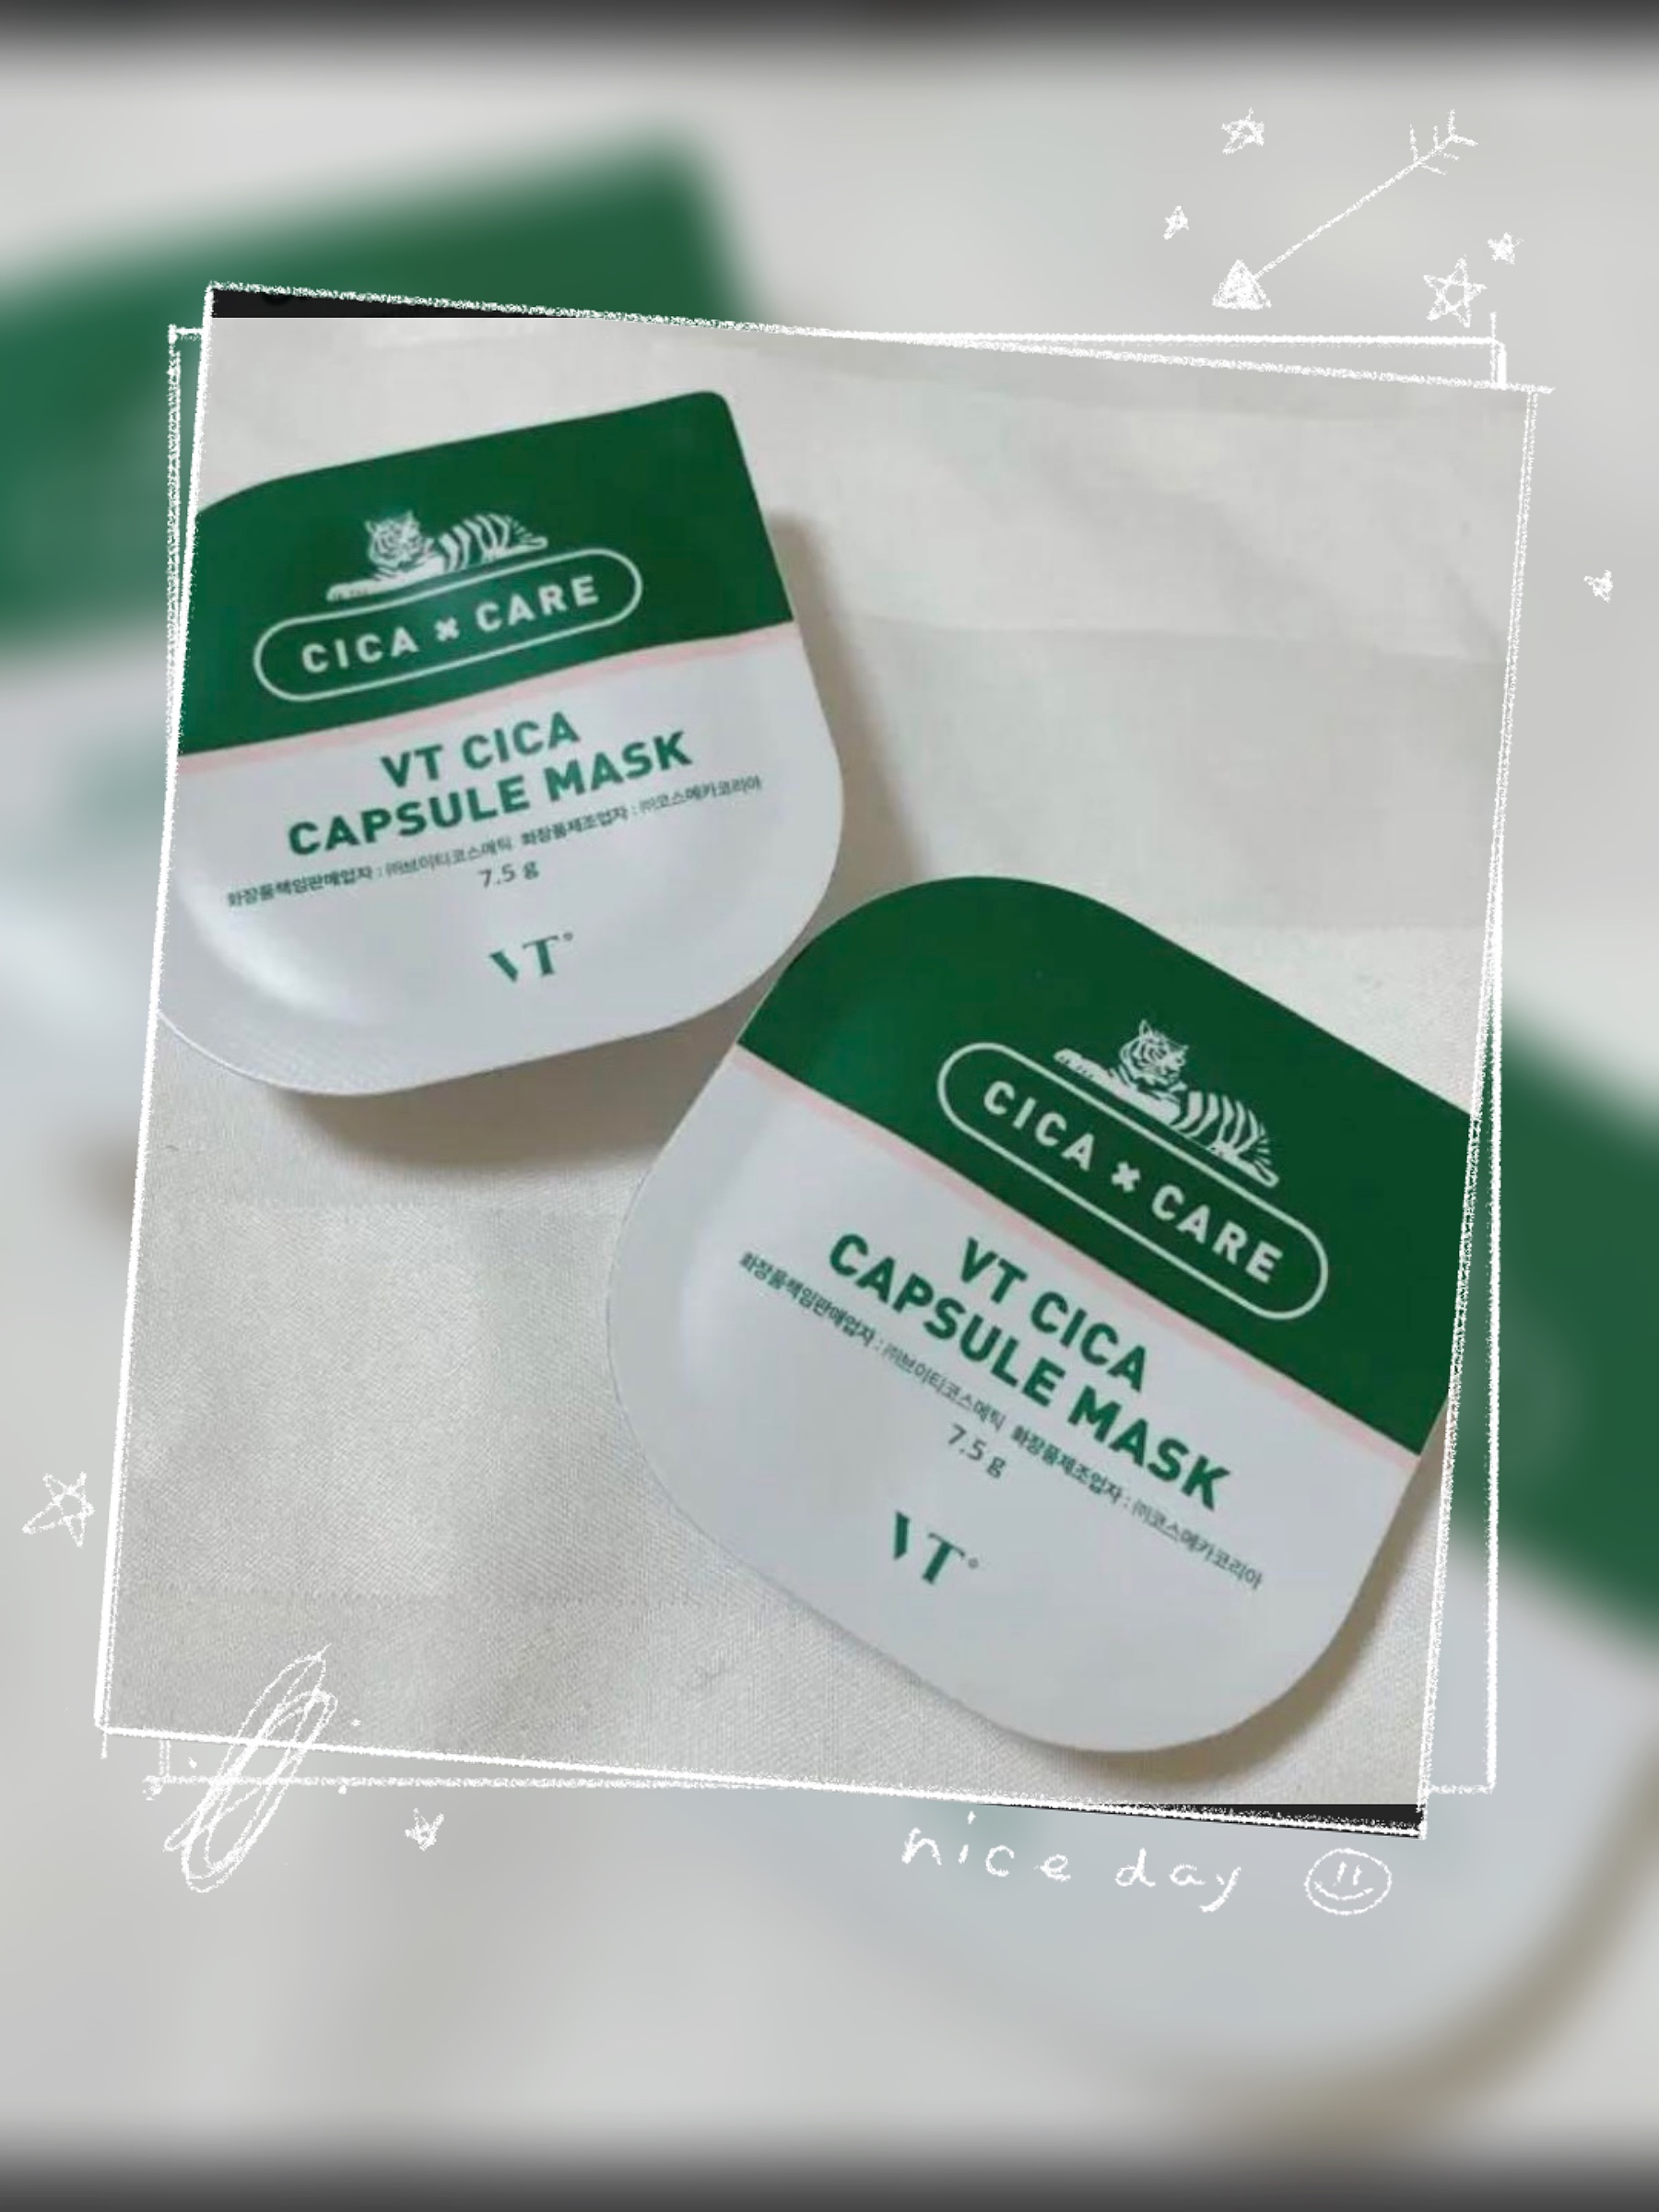 CICA × CARE
VT CICA
CAPSULE MASK
화장품책임판매업자 : ㈜브이티코스메틱 화장품제조업자 : ㈜코스메카코리아
7.5 g
VT
CICA × CARE
VT CICA
CAPSULE MASK
화장품책임판매업자 : ㈜브이티코스메틱 화장품제조업자 : ㈜코스메카코리아
7.5 g
VT
nice day